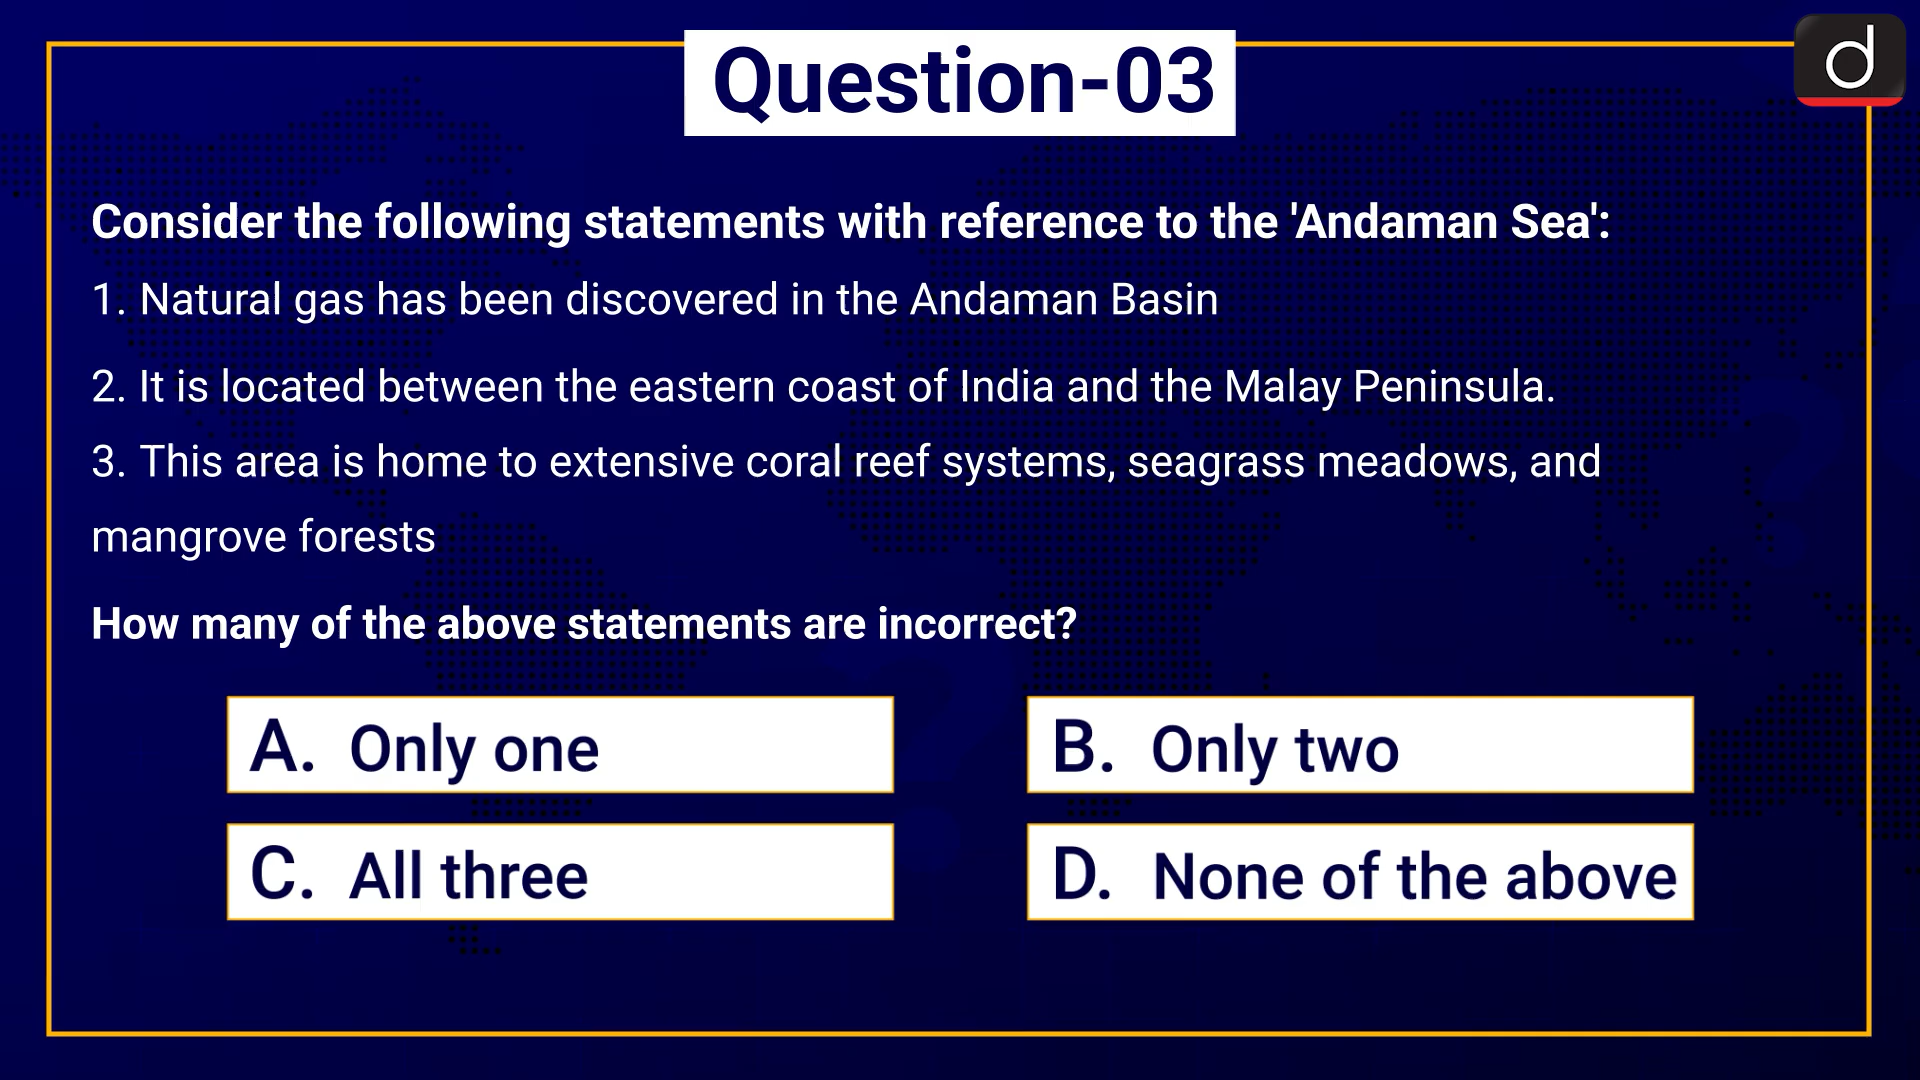 Question-03
d
Consider the following statements with reference to the 'Andaman Sea':
1. Natural gas has been discovered in the Andaman Basin
2. It is located between the eastern coast of India and the Malay Peninsula.
3. This area is home to extensive coral reef systems, seagrass meadows, and
mangrove forests
How many of the above statements are incorrect?
A. Only one
B. Only two
C. All three
D. None of the above